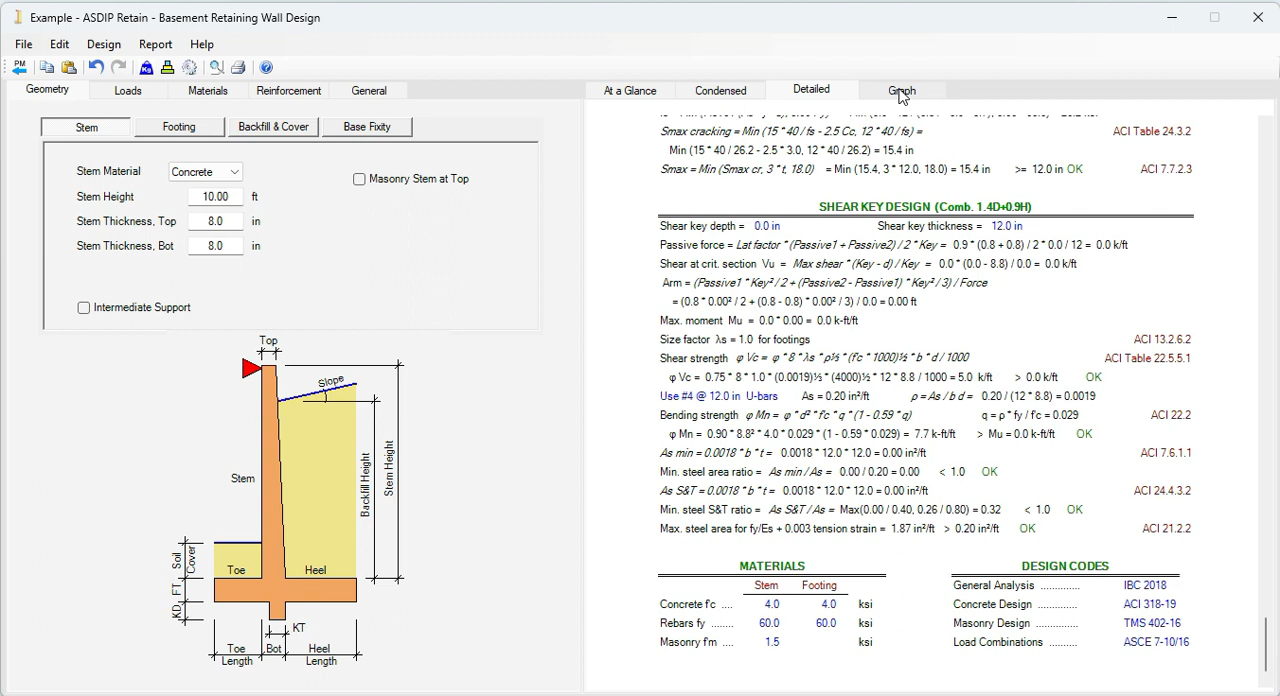 Example - ASDIP Retain - Basement Retaining Wall Design
File Edit Design Report Help
PM Kg
Geometry Loads Materials Reinforcement General
At a Glance Condensed Detailed Graph
Stem Footing Backfill & Cover Base Fixity
Stem Material Concrete
Masonry Stem at Top
Stem Height 10.00 ft
Stem Thickness, Top 8.0 in
Stem Thickness, Bot 8.0 in
Intermediate Support
Top
Slope
Stem
Backfill Height
Stem Height
Soil Cover
Toe Heel
FT
KD
KT
Toe Length Bot Heel Length
Smax cracking = Min (15 * 40 / fs - 2.5 Cc, 12 * 40 / fs) = ACI Table 24.3.2
Min (15 * 40 / 26.2 - 2.5 * 3.0, 12 * 40 / 26.2) = 15.4 in
Smax = Min (Smax cr, 3 * t, 18.0) = Min (15.4, 3 * 12.0, 18.0) = 15.4 in >= 12.0 in OK ACI 7.7.2.3
SHEAR KEY DESIGN (Comb. 1.4D+0.9H)
Shear key depth = 0.0 in Shear key thickness = 12.0 in
Passive force = Lat factor * (Passive1 + Passive2) / 2 * Key = 0.9 * (0.8 + 0.8) / 2 * 0.0 / 12 = 0.0 k/ft
Shear at crit. section Vu = Max shear * (Key - d) / Key = 0.0 * (0.0 - 8.8) / 0.0 = 0.0 k/ft
Arm = (Passive1 * Key² / 2 + (Passive2 - Passive1) * Key² / 3) / Force
= (0.8 * 0.00² / 2 + (0.8 - 0.8) * 0.00² / 3) / 0.0 = 0.00 ft
Max. moment Mu = 0.0 * 0.00 = 0.0 k-ft/ft
Size factor λs = 1.0 for footings ACI 13.2.6.2
Shear strength φ Vc = φ * 8 * λs * ρ⅓ * (f'c * 1000)½ * b * d / 1000 ACI Table 22.5.5.1
φ Vc = 0.75 * 8 * 1.0 * (0.0019)⅓ * (4000)½ * 12 * 8.8 / 1000 = 5.0 k/ft > 0.0 k/ft OK
Use #4 @ 12.0 in U-bars As = 0.20 in²/ft ρ = As / b d = 0.20 / (12 * 8.8) = 0.0019
Bending strength φ Mn = φ * d² * f'c * q * (1 - 0.59 * q) q = ρ * fy / f'c = 0.029 ACI 22.2
φ Mn = 0.90 * 8.8² * 4.0 * 0.029 * (1 - 0.59 * 0.029) = 7.7 k-ft/ft > Mu = 0.0 k-ft/ft OK
As min = 0.0018 * b * t = 0.0018 * 12.0 * 12.0 = 0.00 in²/ft ACI 7.6.1.1
Min. steel area ratio = As min / As = 0.00 / 0.20 = 0.00 < 1.0 OK
As S&T = 0.0018 * b * t = 0.0018 * 12.0 * 12.0 = 0.00 in²/ft ACI 24.4.3.2
Min. steel S&T ratio = As S&T / As = Max(0.00 / 0.40, 0.26 / 0.80) = 0.32 < 1.0 OK
Max. steel area for fy/Es + 0.003 tension strain = 1.87 in²/ft > 0.20 in²/ft OK ACI 21.2.2
MATERIALS
Stem Footing
Concrete f'c .... 4.0 4.0 ksi
Rebars fy ........ 60.0 60.0 ksi
Masonry f'm .... 1.5 ksi
DESIGN CODES
General Analysis ............ IBC 2018
Concrete Design ............ ACI 318-19
Masonry Design ............ TMS 402-16
Load Combinations ......... ASCE 7-10/16